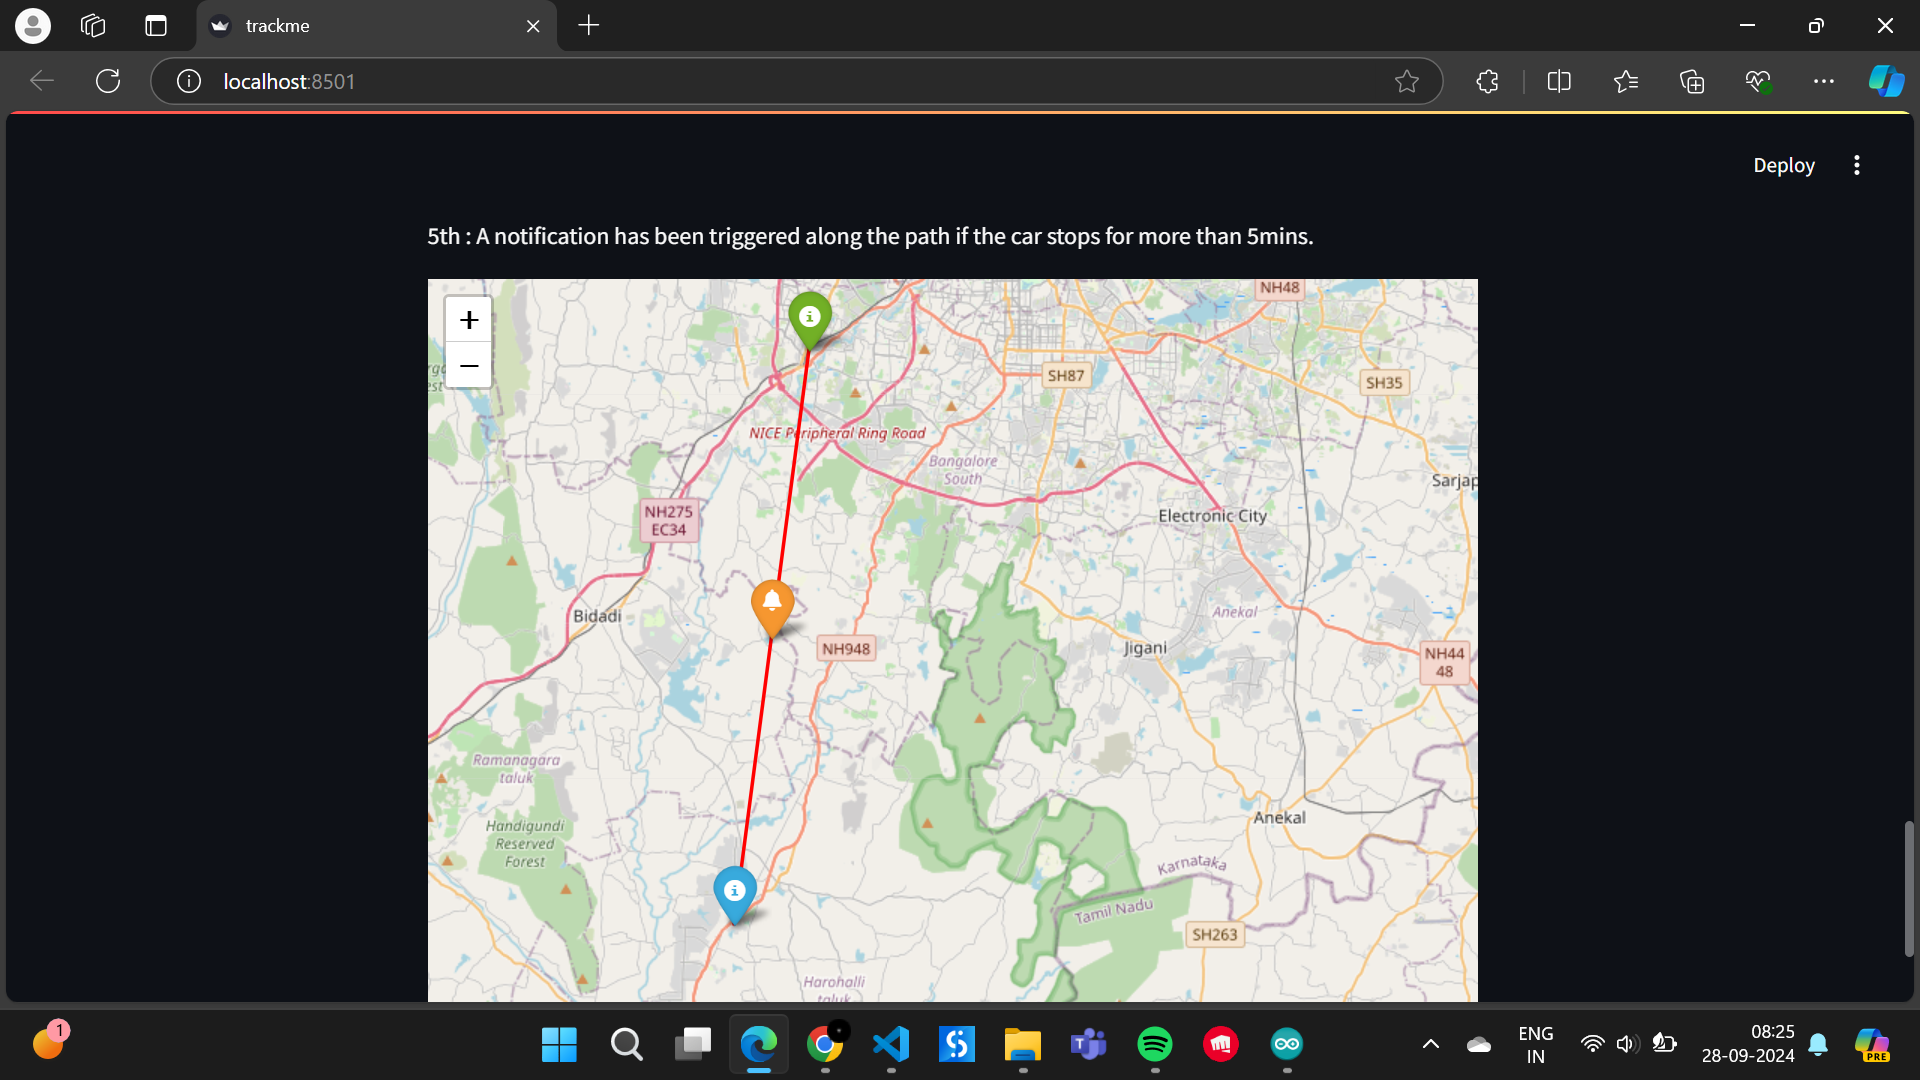 trackme
localhost:8501
Deploy
5th : A notification has been triggered along the path if the car stops for more than 5mins.
+
−
NH48
SH87
SH35
NICE Peripheral Ring Road
Bangalore
South
Sarjap
NH275
EC34
Electronic City
Bidadi
Anekal
NH948
Jigani
NH44
48
Ramanagara
taluk
Handigundi
Reserved
Forest
Anekal
Karnataka
Tamil Nadu
SH263
Harohalli
taluk
1
ENG
IN
08:25
28-09-2024
PRE